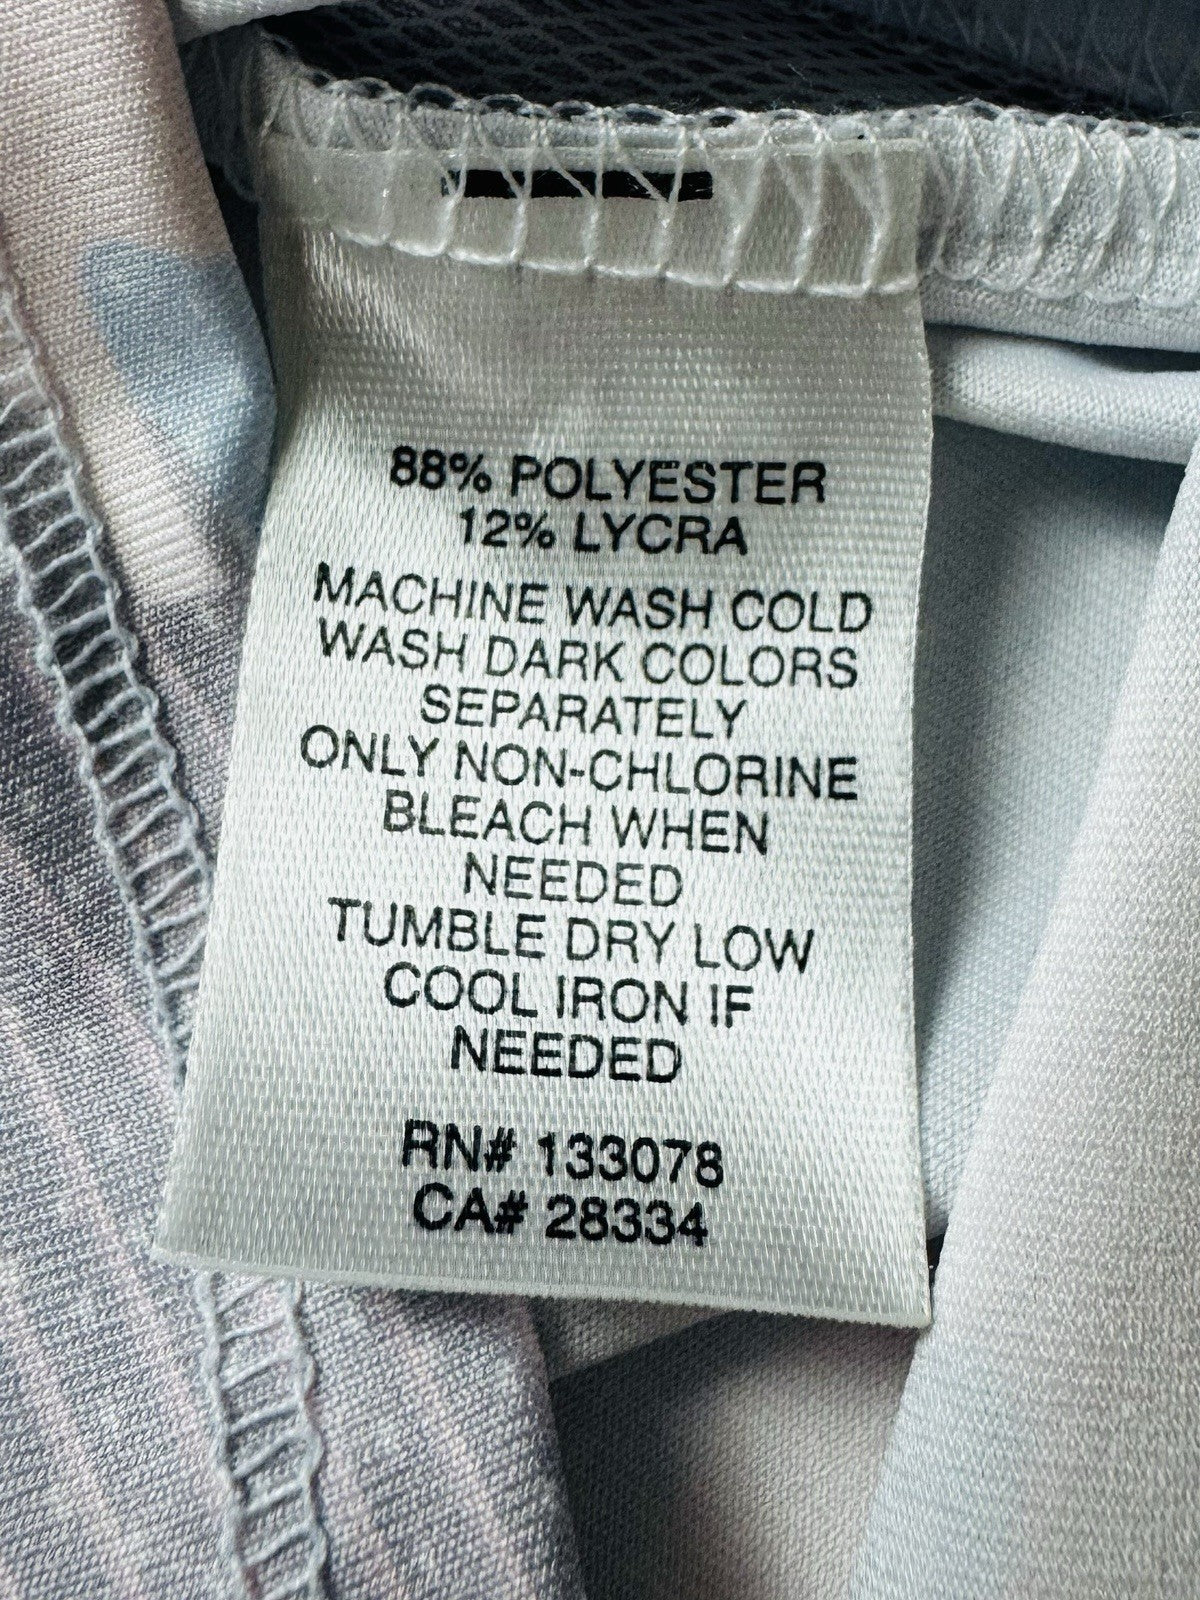 88% POLYESTER
12% LYCRA
MACHINE WASH COLD
WASH DARK COLORS
SEPARATELY
ONLY NON-CHLORINE
BLEACH WHEN
NEEDED
TUMBLE DRY LOW
COOL IRON IF
NEEDED
RN# 133078
CA# 28334